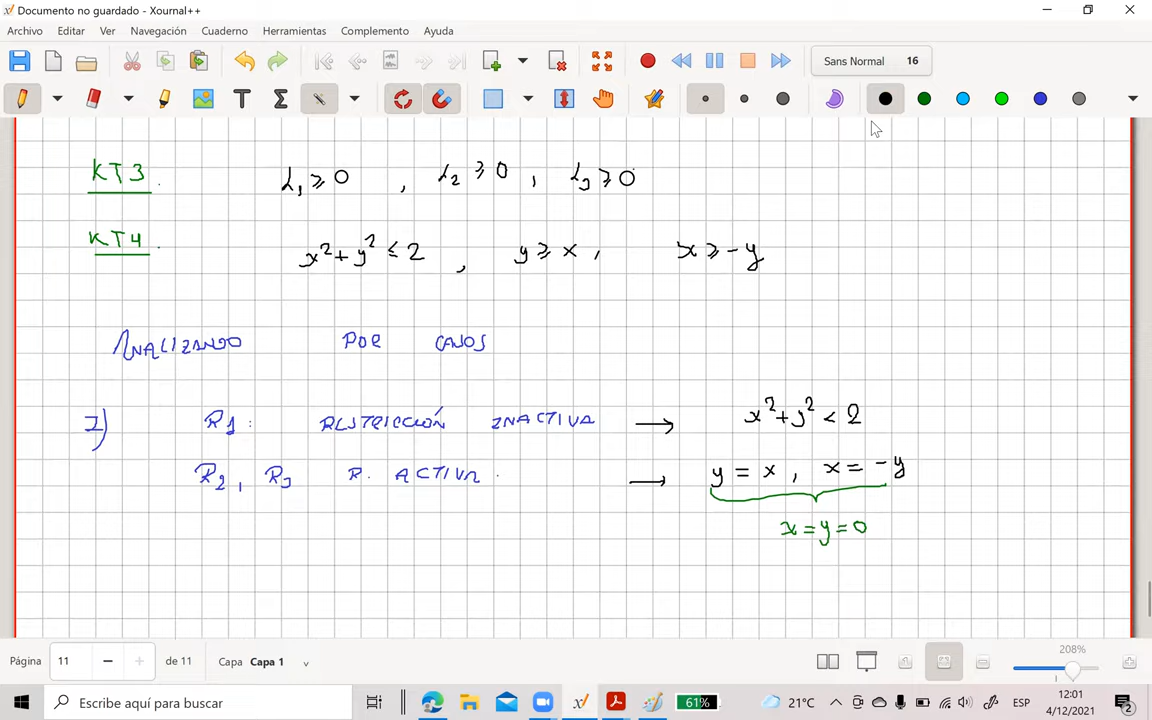 Documento no guardado - Xournal++
Archivo Editar Ver Navegación Cuaderno Herramientas Complemento Ayuda
Sans Normal 16
KT3. λ₁ ≥ 0 , λ₂ ≥ 0 , λ₃ ≥ 0
KT4. x² + y² ≤ 2 , y ≥ x , x ≥ -y
ANALIZANDO POR CASOS
I) R1: RESTRICCIÓN INACTIVA → x² + y² < 2
R2, R3 R. ACTIVA. → y = x , x = -y
x = y = 0
Página 11 de 11 Capa Capa 1 208%
Escribe aquí para buscar 61% 21°C ESP 12:01
4/12/2021 2